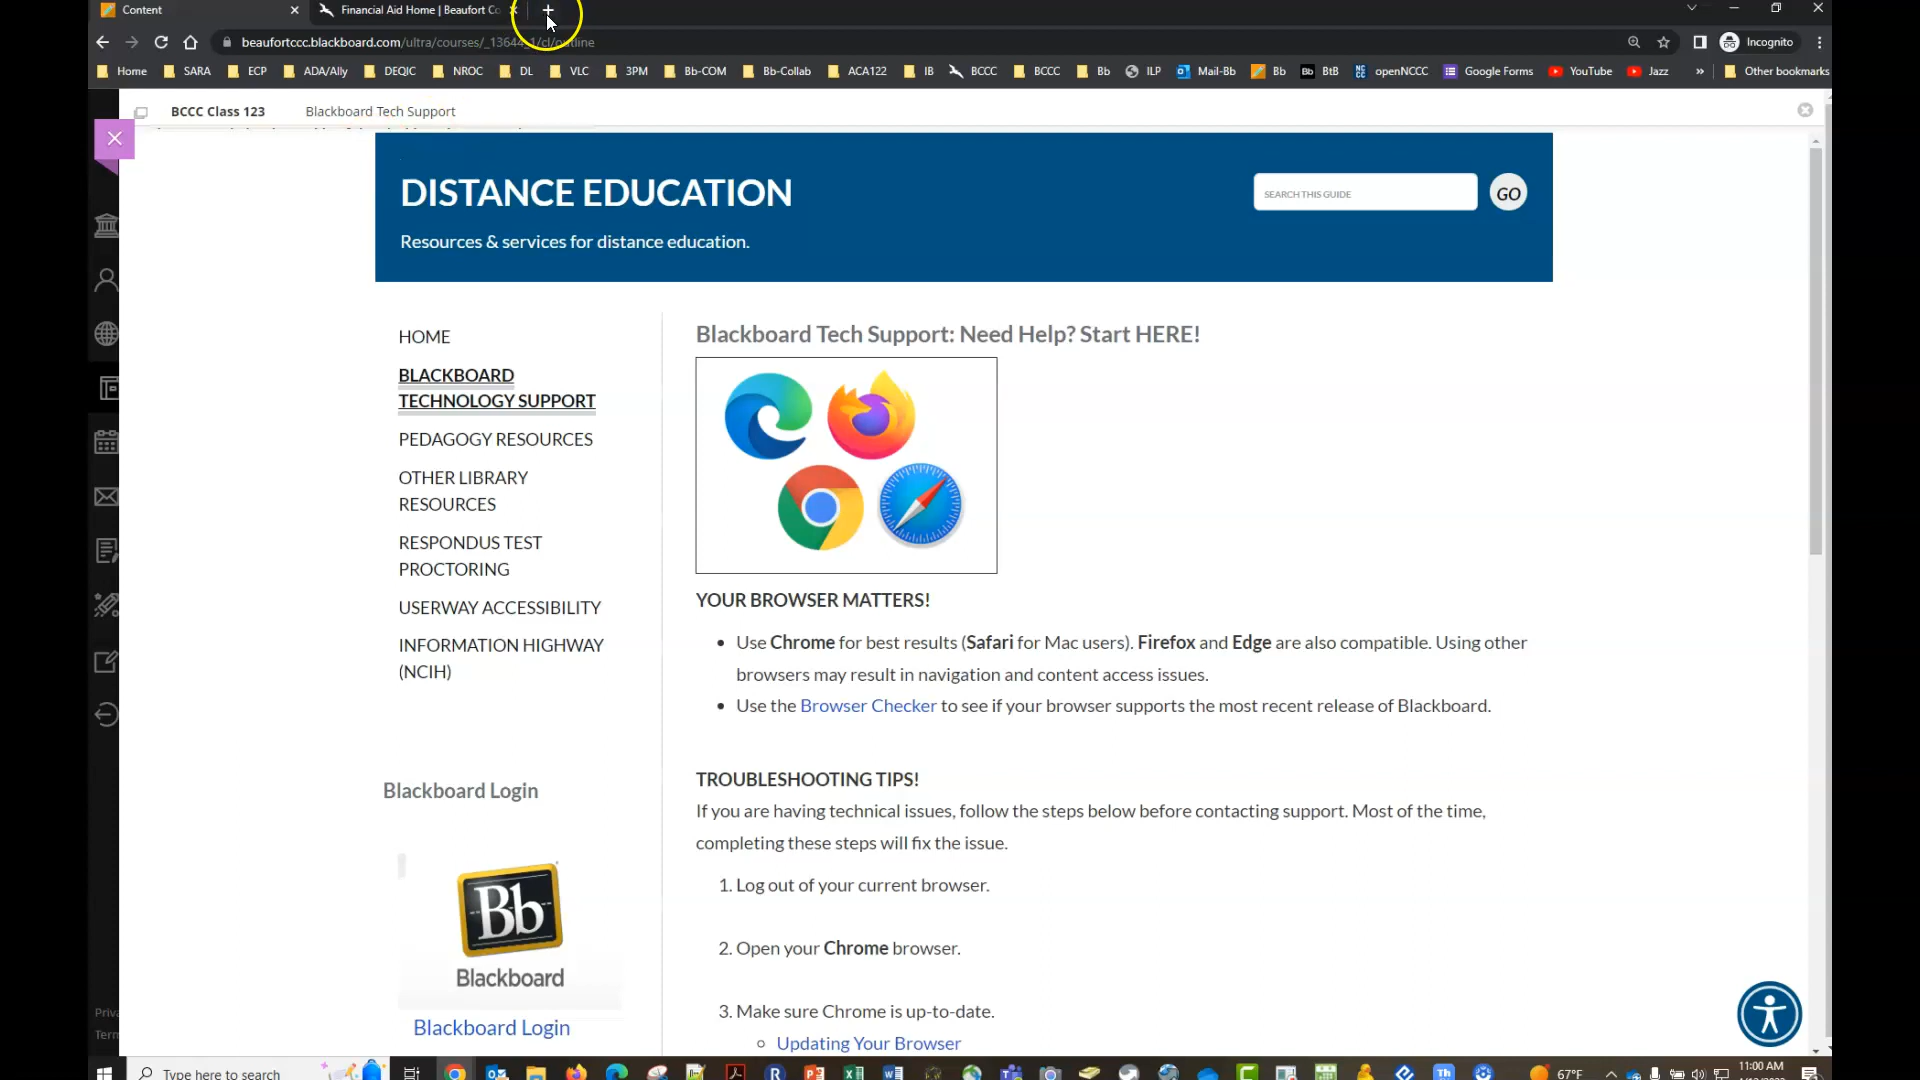 Content
Financial Aid Home | Beaufort Co
beaufortccc.blackboard.com/ultra/courses/_13644_1/cl/outline
Incognito
Home SARA ECP ADA/Ally DEQIC NROC DL VLC 3PM Bb-COM Bb-Collab ACA122 IB BCCC BCCC Bb ILP Mail-Bb Bb BtB openNCCC Google Forms YouTube Jazz » Other bookmarks
BCCC Class 123 Blackboard Tech Support
DISTANCE EDUCATION
Resources & services for distance education.
SEARCH THIS GUIDE
GO
HOME
BLACKBOARD
TECHNOLOGY SUPPORT
PEDAGOGY RESOURCES
OTHER LIBRARY
RESOURCES
RESPONDUS TEST
PROCTORING
USERWAY ACCESSIBILITY
INFORMATION HIGHWAY
(NCIH)
Blackboard Login
Bb
Blackboard
Blackboard Login
Blackboard Tech Support: Need Help? Start HERE!
YOUR BROWSER MATTERS!
• Use Chrome for best results (Safari for Mac users). Firefox and Edge are also compatible. Using other
browsers may result in navigation and content access issues.
• Use the Browser Checker to see if your browser supports the most recent release of Blackboard.
TROUBLESHOOTING TIPS!
If you are having technical issues, follow the steps below before contacting support. Most of the time,
completing these steps will fix the issue.
1. Log out of your current browser.
2. Open your Chrome browser.
3. Make sure Chrome is up-to-date.
Updating Your Browser
Priva
Term
Type here to search
67°F
11:00 AM